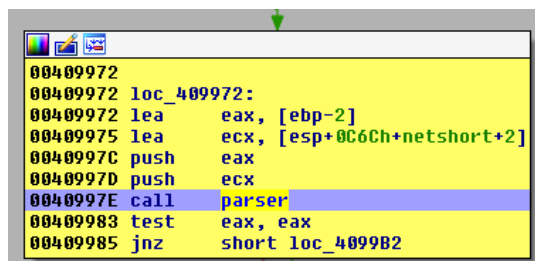 00409972
00409972 loc_409972:
00409972 lea eax, [ebp-2]
00409975 lea ecx, [esp+0C6Ch+netshort+2]
0040997C push eax
0040997D push ecx
0040997E call parser
00409983 test eax, eax
00409985 jnz short loc_4099B2